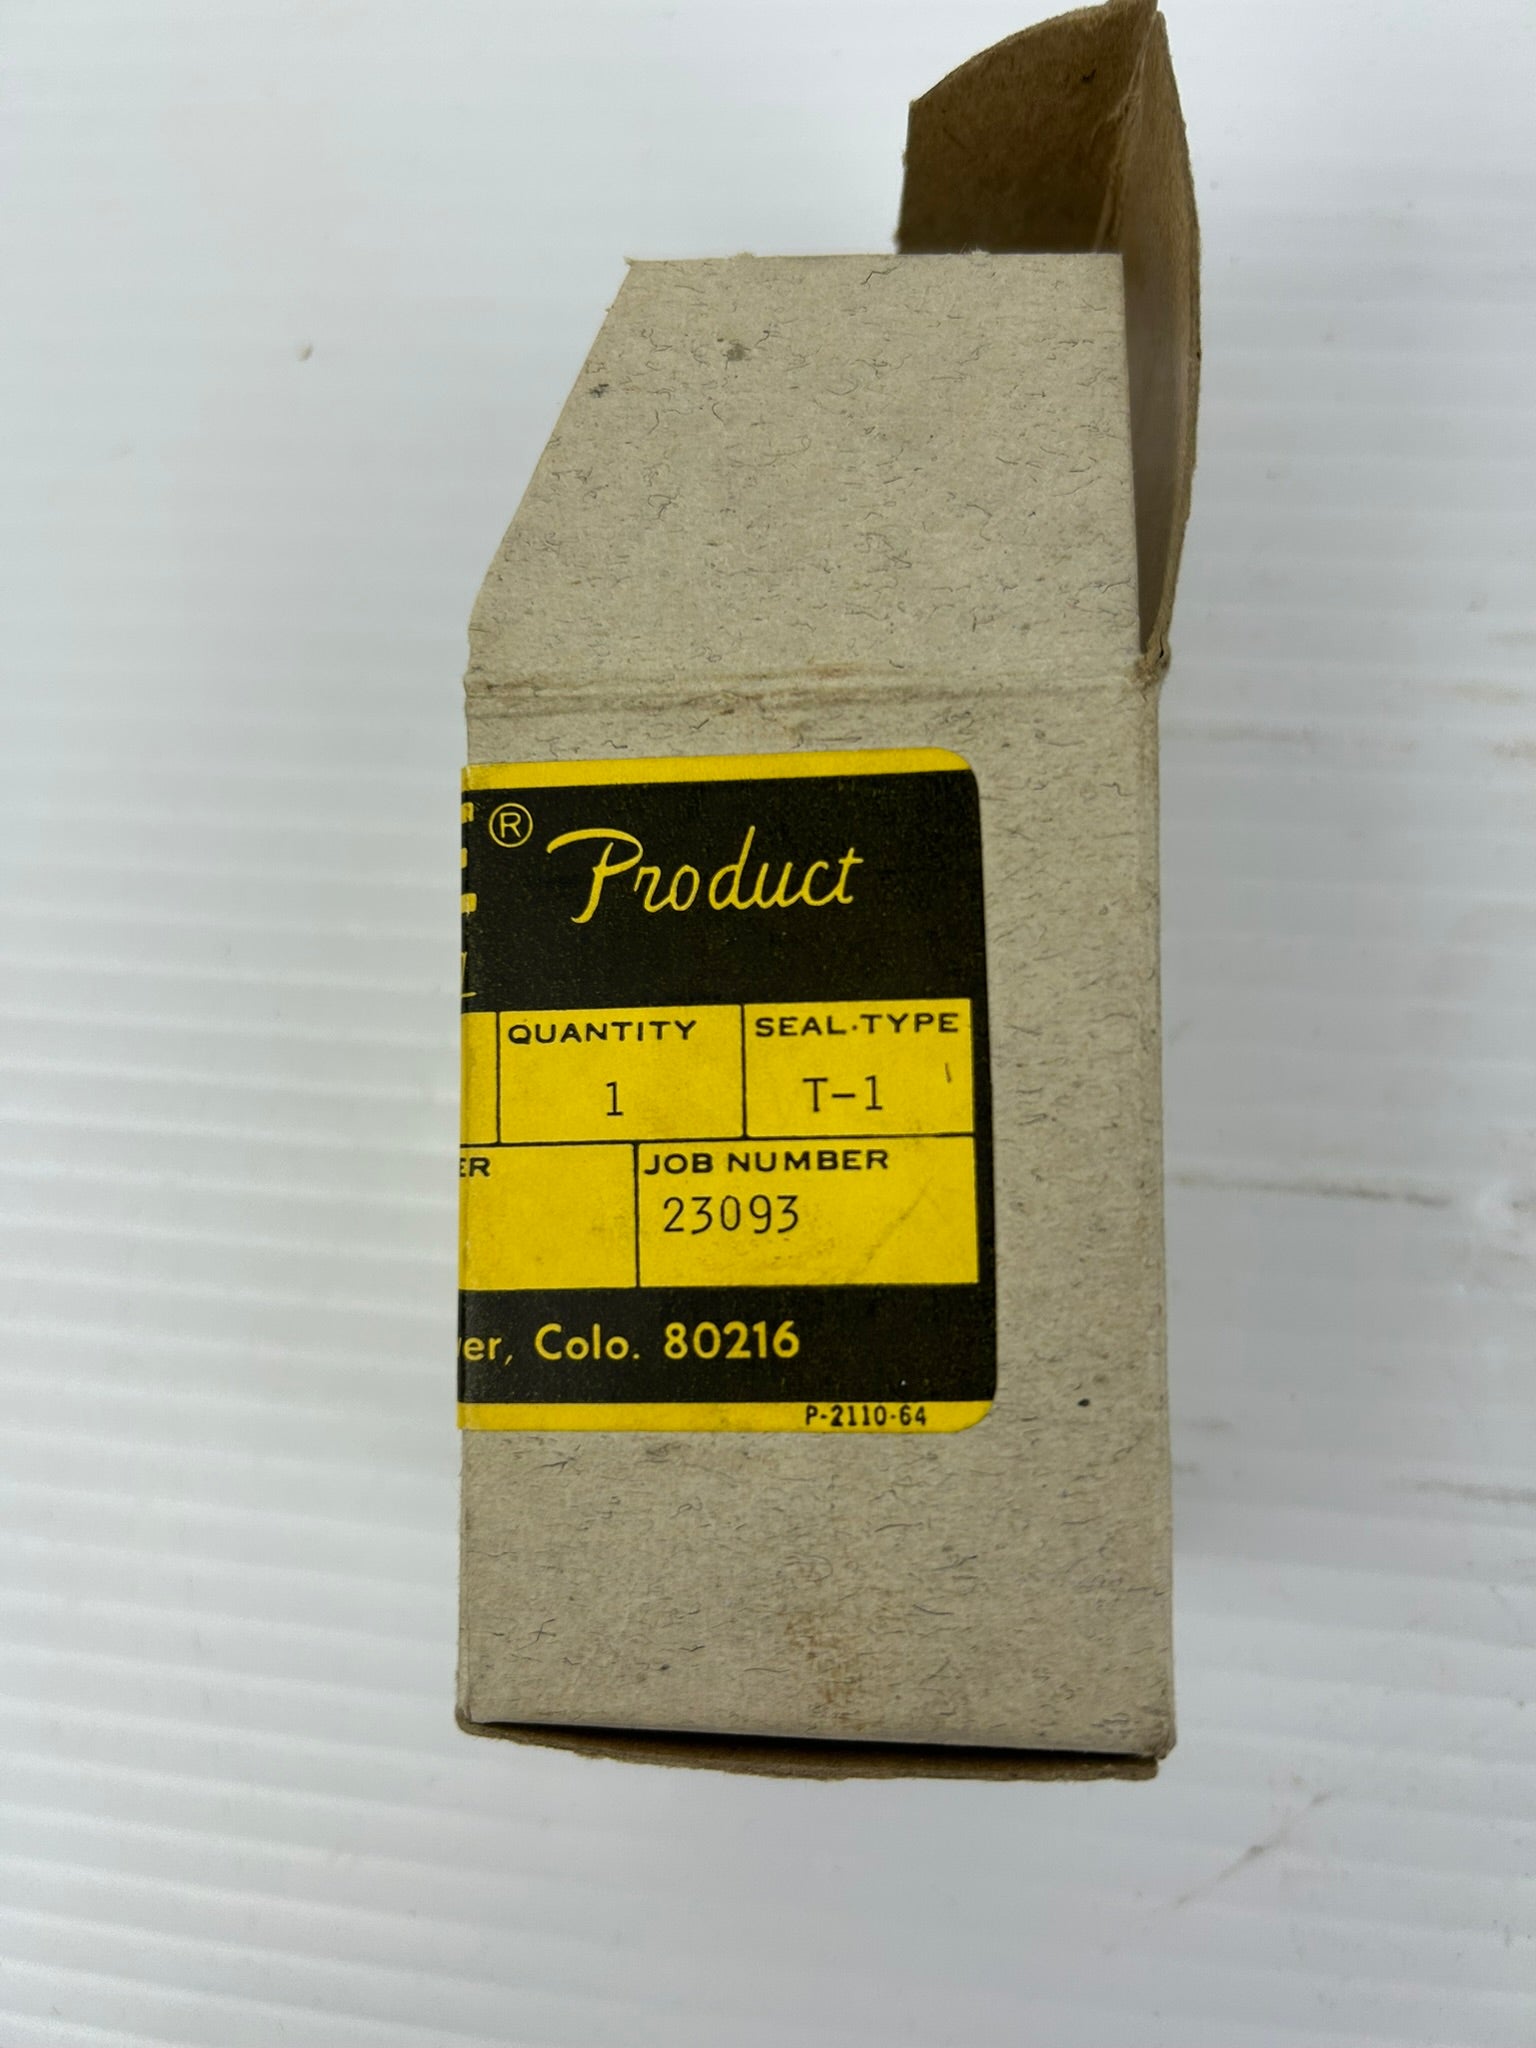 ® Product
QUANTITY SEAL-TYPE
1 T-1
ER JOB NUMBER
23093
ver, Colo. 80216
P-2110-64